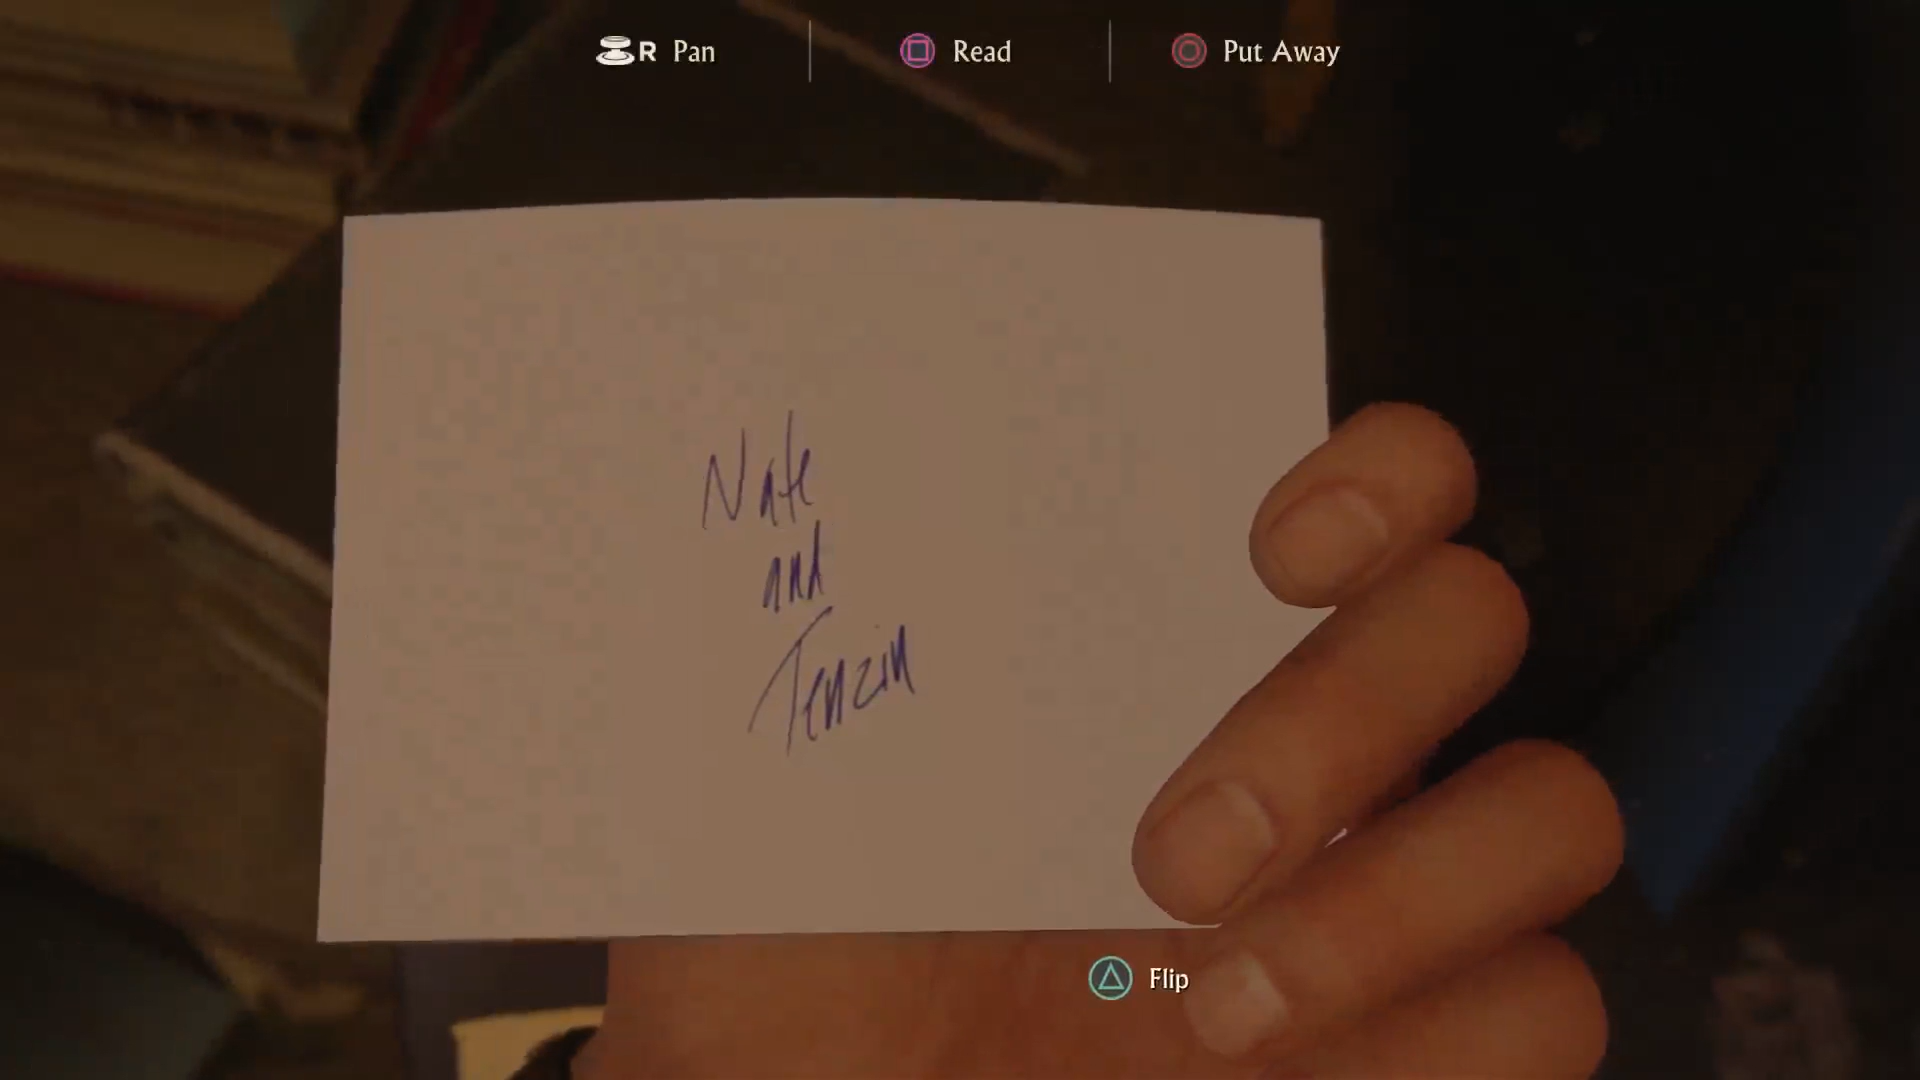 R Pan
Read
Put Away
Nate
and
Tenzin
Flip